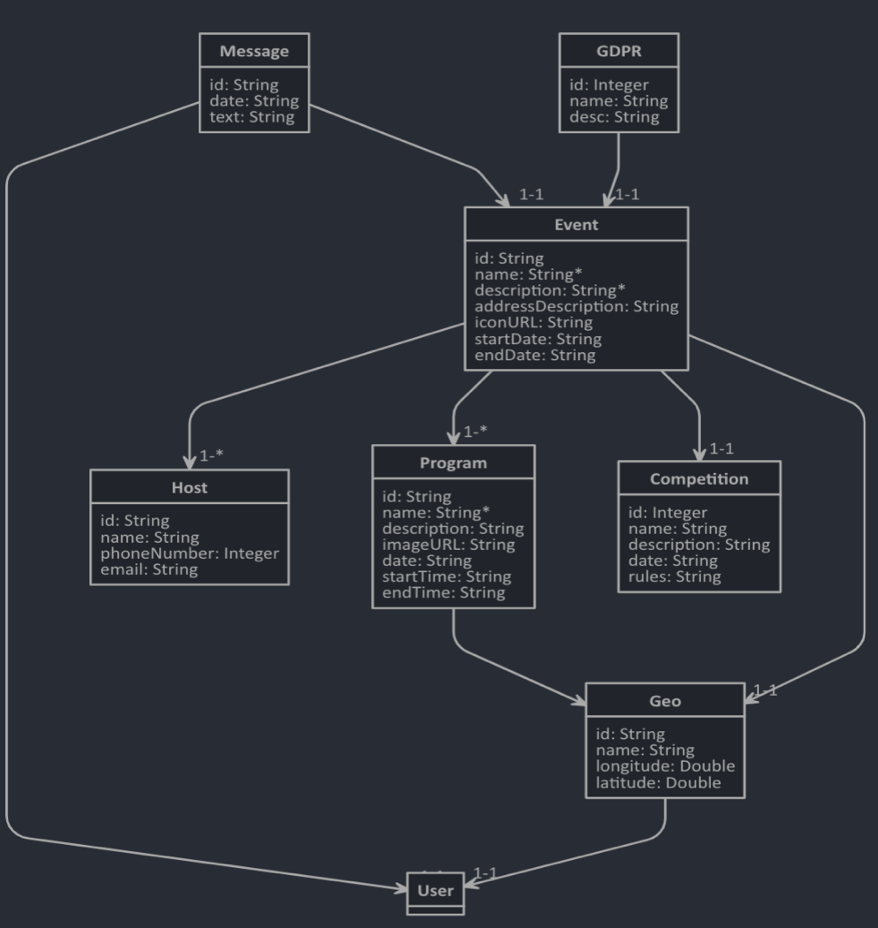 Message
id: String
date: String
text: String
GDPR
id: Integer
name: String
desc: String
1-1
1-1
Event
id: String
name: String*
description: String*
addressDescription: String
iconURL: String
startDate: String
endDate: String
1-*
Host
id: String
name: String
phoneNumber: Integer
email: String
1-*
Program
id: String
name: String*
description: String
imageURL: String
date: String
startTime: String
endTime: String
1-1
Competition
id: Integer
name: String
description: String
date: String
rules: String
1-1
Geo
id: String
name: String
longitude: Double
latitude: Double
1-1
User